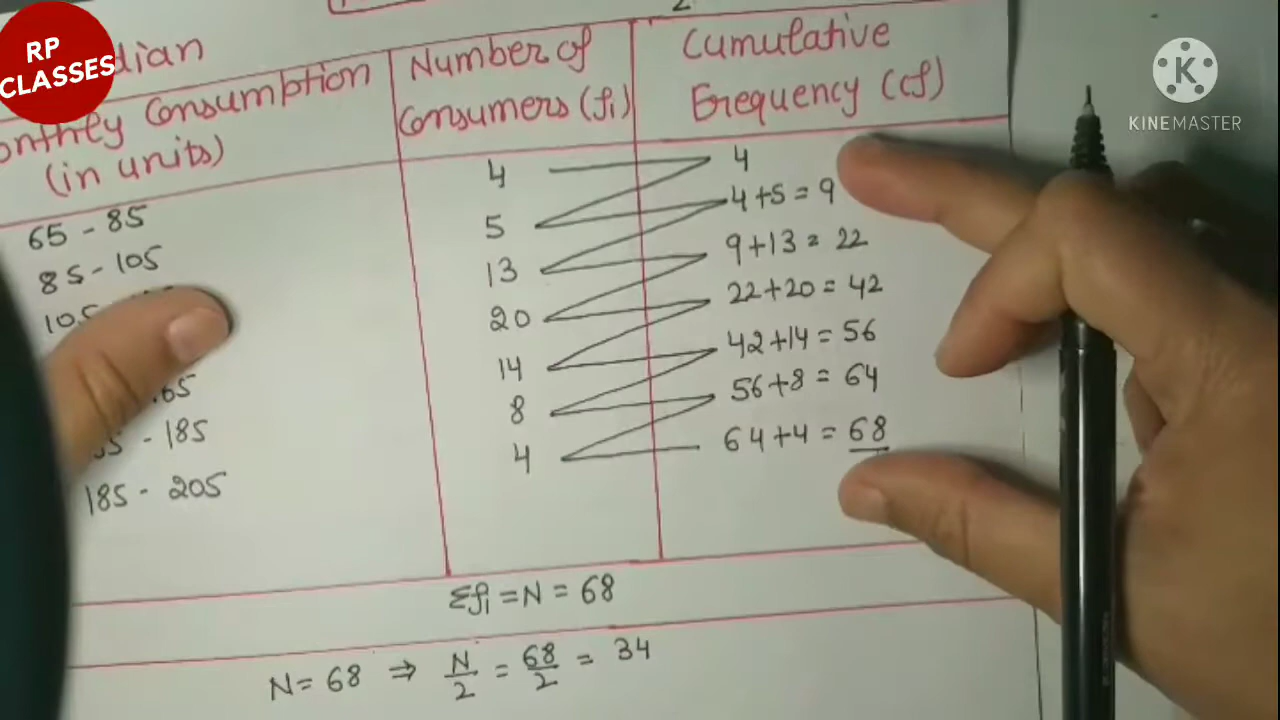 RP
CLASSES
KINEMASTER
Consumption
(in units)
Number of
Consumers (fi)
Cumulative
Frequency (cf)
65 - 85 4 4
85 - 105 5 4+5 = 9
105 13 9+13 = 22
20 22+20 = 42
14 42+14 = 56
8 56+8 = 64
- 185 4 64+4 = 68
185 - 205
Σfi = N = 68
N = 68 ⇒ N/2 = 68/2 = 34